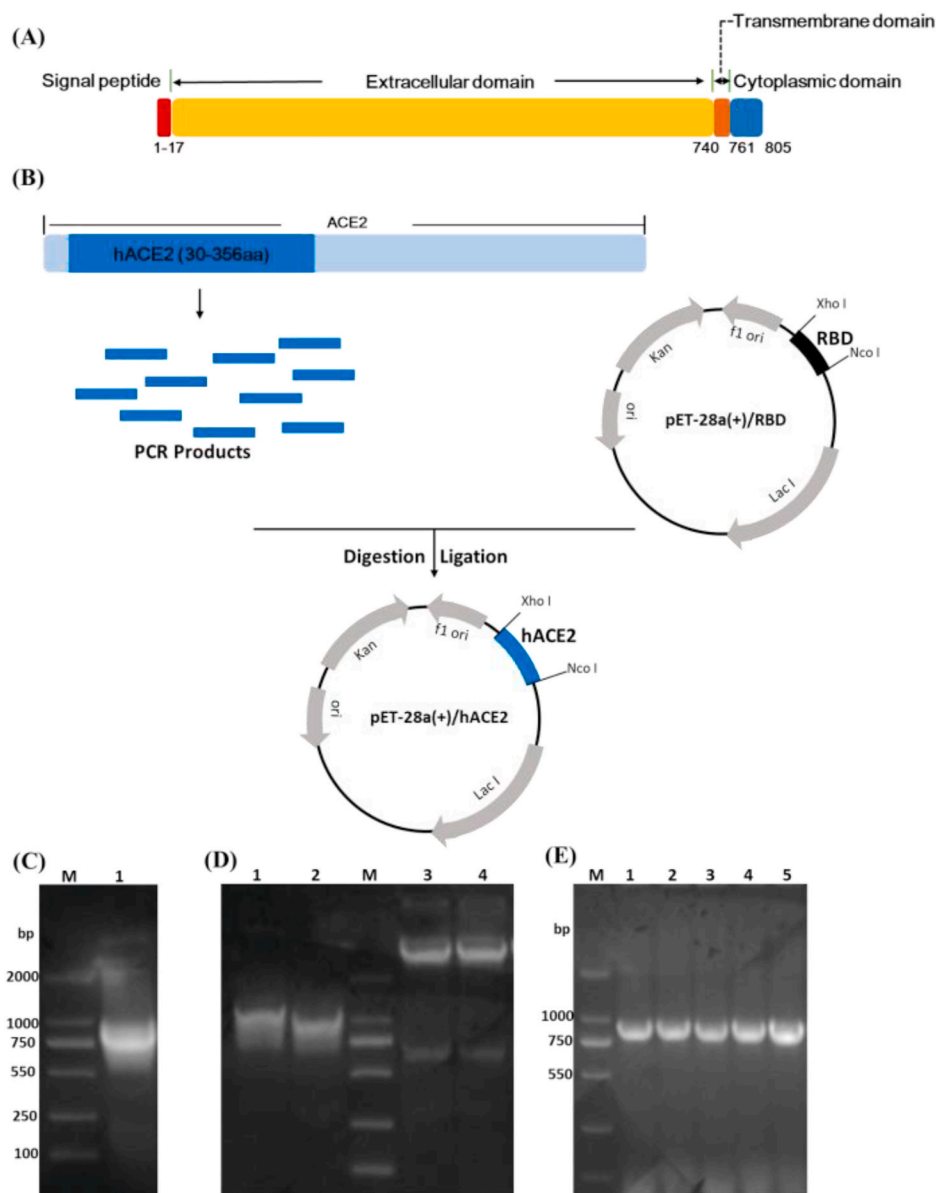 (A)
Transmembrane domain
Signal peptide
Extracellular domain
Cytoplasmic domain
1-17
740
761
805
(B)
ACE2
hACE2 (30-356aa)
PCR Products
Xho I
RBD
Nco I
f1 ori
Kan
ori
pET-28a(+)/RBD
Lac I
Digestion
Ligation
Xho I
hACE2
Nco I
f1 ori
Kan
ori
pET-28a(+)/hACE2
Lac I
(C)
M 1
bp
2000
1000
750
550
250
100
(D)
1 2 M 3 4
(E)
M 1 2 3 4 5
bp
1000
750
550